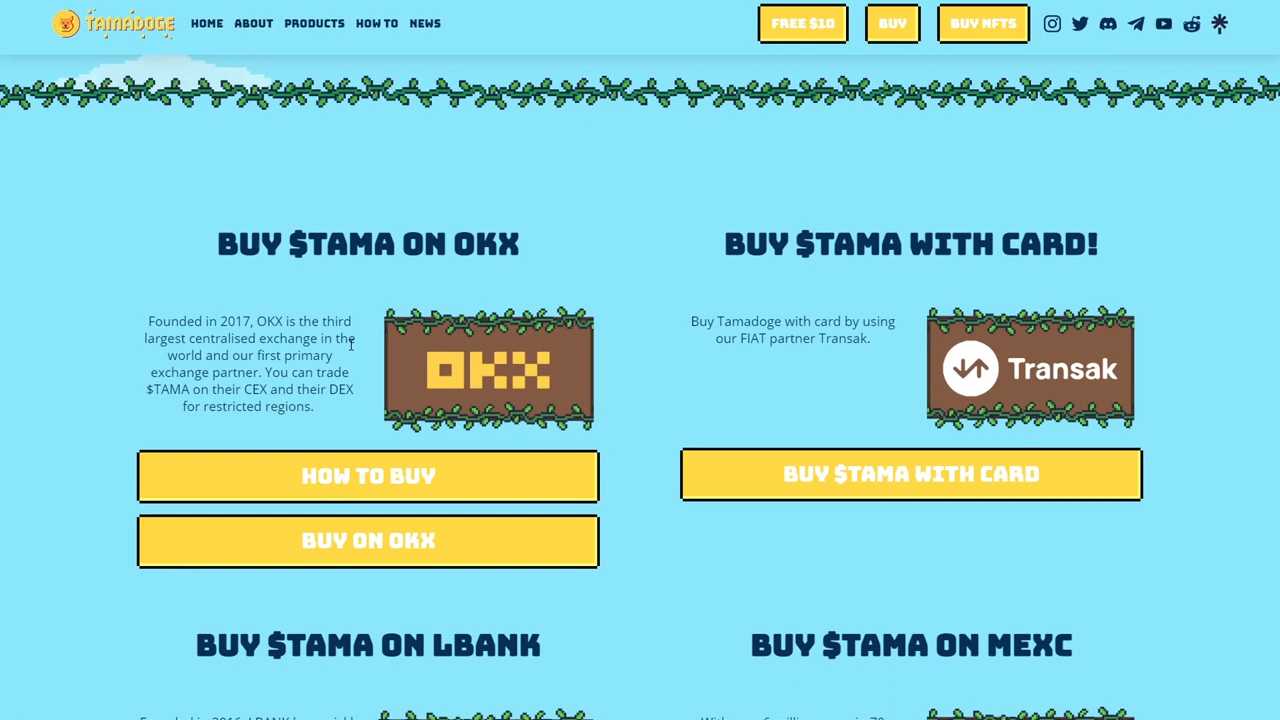 TAMADOGE HOME ABOUT PRODUCTS HOW TO NEWS FREE $10 BUY BUY NFTS
BUY $TAMA ON OKX
Founded in 2017, OKX is the third
largest centralised exchange in the
world and our first primary
exchange partner. You can trade
$TAMA on their CEX and their DEX
for restricted regions.
OKX
HOW TO BUY
BUY ON OKX
BUY $TAMA WITH CARD!
Buy Tamadoge with card by using
our FIAT partner Transak.
Transak
BUY $TAMA WITH CARD
BUY $TAMA ON LBANK
BUY $TAMA ON MEXC